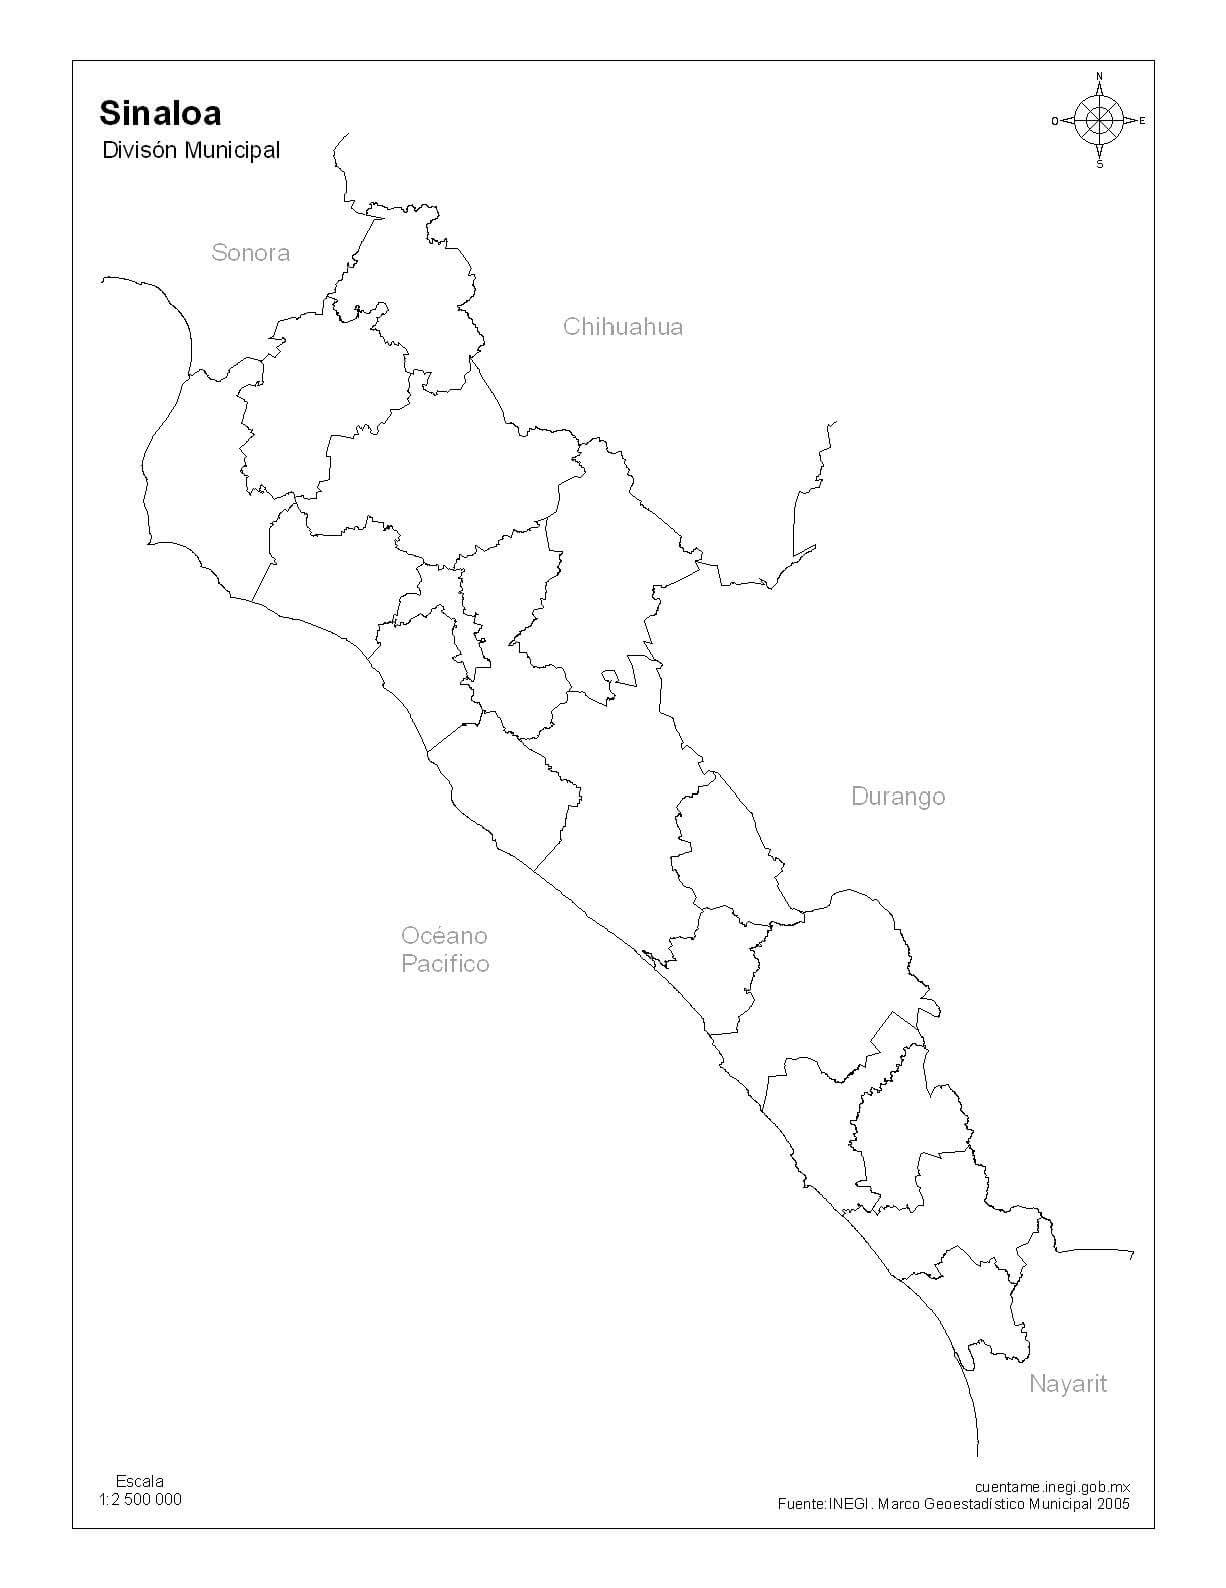 N
Sinaloa
O E
Divisón Municipal
S
Sonora
Chihuahua
Durango
Océano
Pacifico
Nayarit
Escala
1:2 500 000
cuentame.inegi.gob.mx
Fuente:INEGI. Marco Geoestadístico Municipal 2005